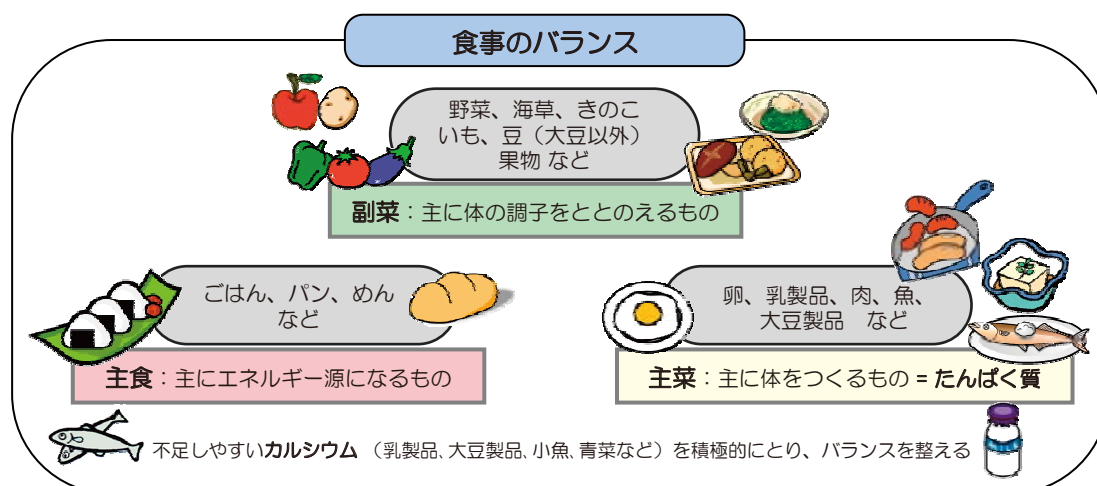 食事のバランス
野菜、海草、きのこ
いも、豆（大豆以外）
果物 など
副菜：主に体の調子をととのえるもの
ごはん、パン、めん
など
主食：主にエネルギー源になるもの
卵、乳製品、肉、魚、
大豆製品　など
主菜：主に体をつくるもの = たんぱく質
不足しやすいカルシウム （乳製品、大豆製品、小魚、青菜など）を積極的にとり、バランスを整える